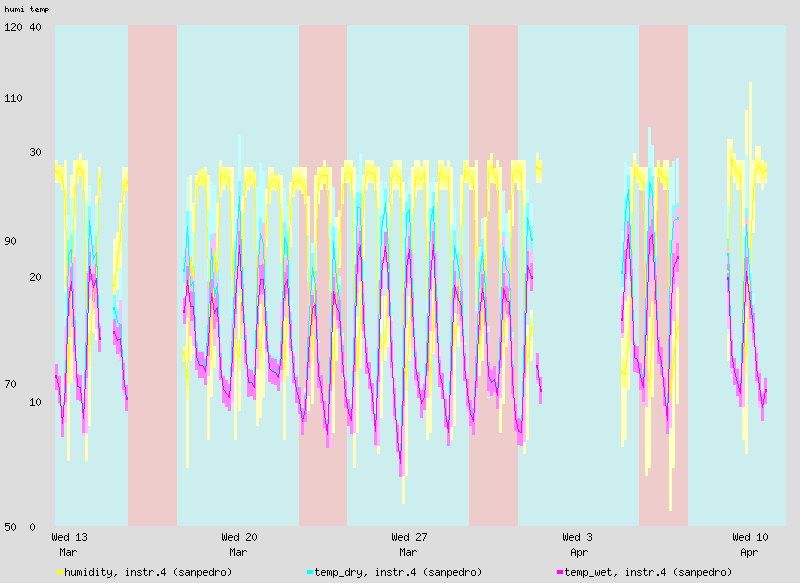 humi temp
120 40
110
30
90
20
70
10
50 0
Wed 13 Wed 20 Wed 27 Wed 3 Wed 10
Mar Mar Mar Apr Apr
humidity, instr.4 (sanpedro) temp_dry, instr.4 (sanpedro) temp_wet, instr.4 (sanpedro)